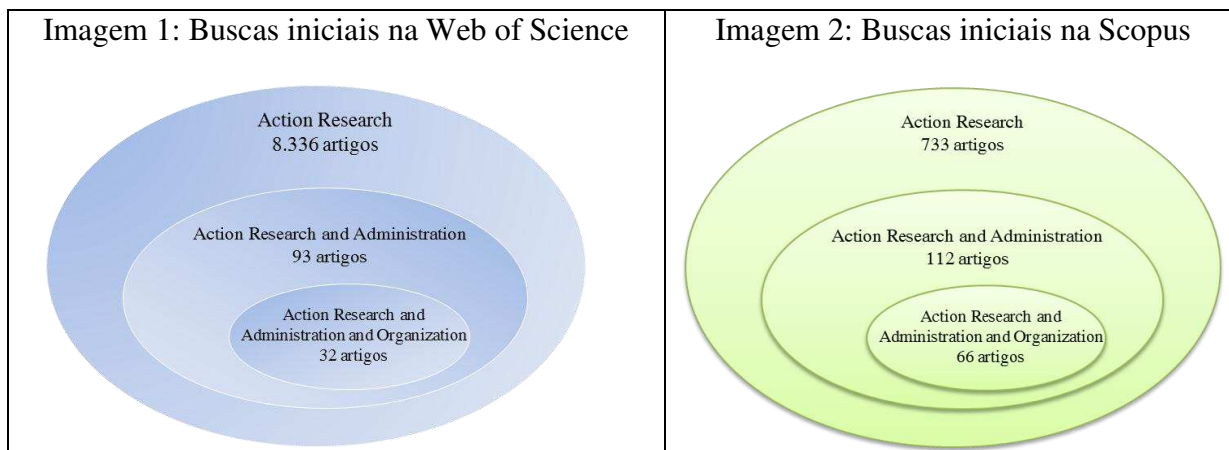 Imagem 1: Buscas iniciais na Web of Science
Action Research
8.336 artigos
Action Research and Administration
93 artigos
Action Research and
Administration and Organization
32 artigos
Imagem 2: Buscas iniciais na Scopus
Action Research
733 artigos
Action Research and Administration
112 artigos
Action Research and
Administration and Organization
66 artigos